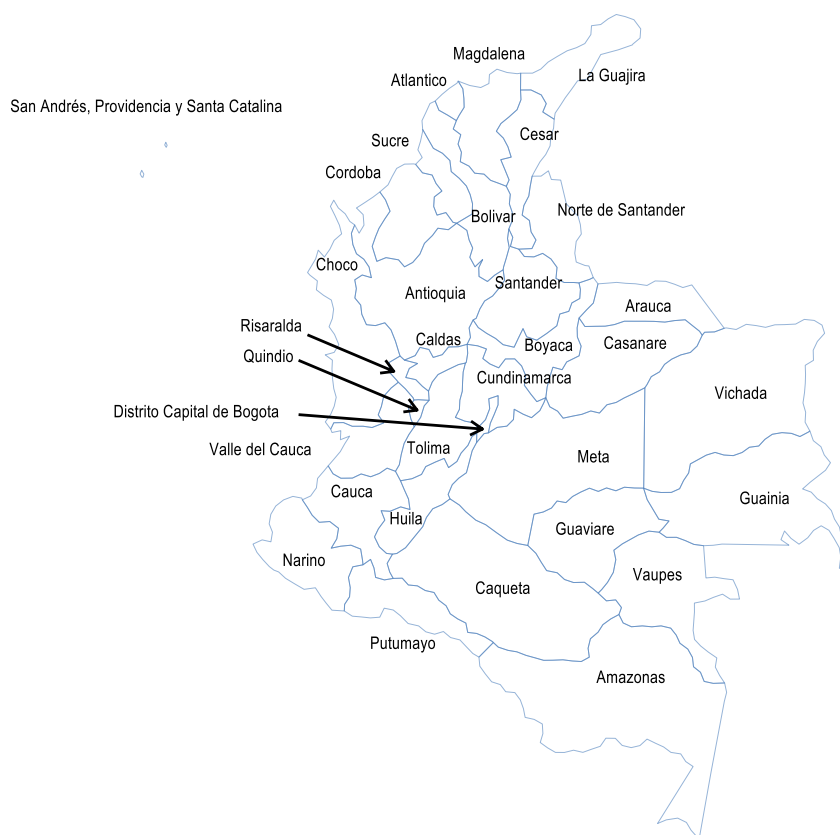 Magdalena
La Guajira
Atlantico
San Andrés, Providencia y Santa Catalina
Cesar
Sucre
Cordoba
Norte de Santander
Bolivar
Choco
Santander
Antioquia
Arauca
Risaralda
Caldas
Casanare
Boyaca
Quindio
Cundinamarca
Vichada
Distrito Capital de Bogota
Tolima
Valle del Cauca
Meta
Cauca
Guainia
Huila
Guaviare
Narino
Vaupes
Caqueta
Putumayo
Amazonas